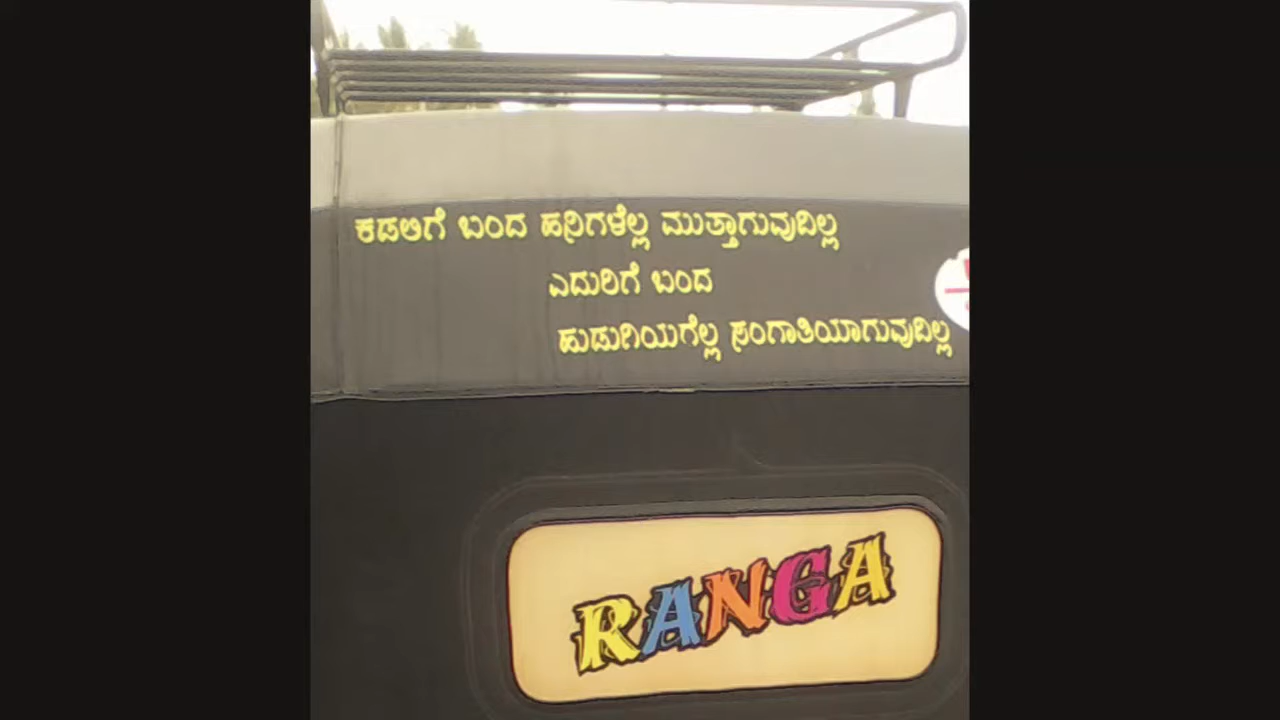 ಕಡಲಿಗೆ ಬಂದ ಹನಿಗಳೆಲ್ಲ ಮುತ್ತಾಗುವುದಿಲ್ಲ
ಎದುರಿಗೆ ಬಂದ
ಹುಡುಗಿಯರೆಲ್ಲ ಸಂಗಾತಿಯಾಗುವುದಿಲ್ಲ
RANGA